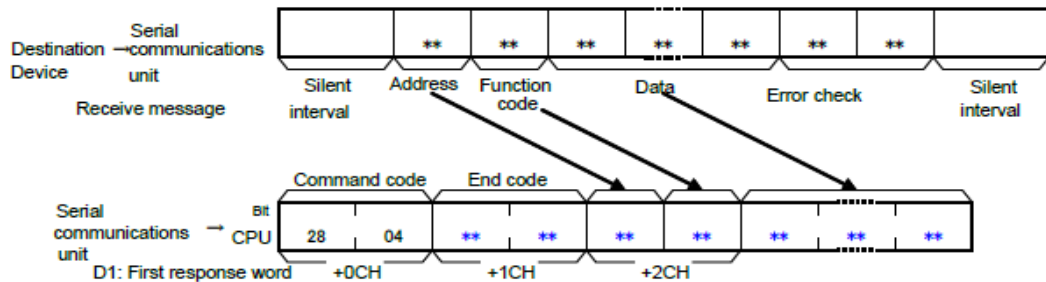 Destination → Serial communications unit
Device
** ** ** ** ** ** **
Receive message
Silent interval
Address
Function code
Data
Error check
Silent interval
Command code
End code
Serial communications unit → CPU
Bit
28 04 ** ** ** ** ** ** **
D1: First response word
+0CH
+1CH
+2CH